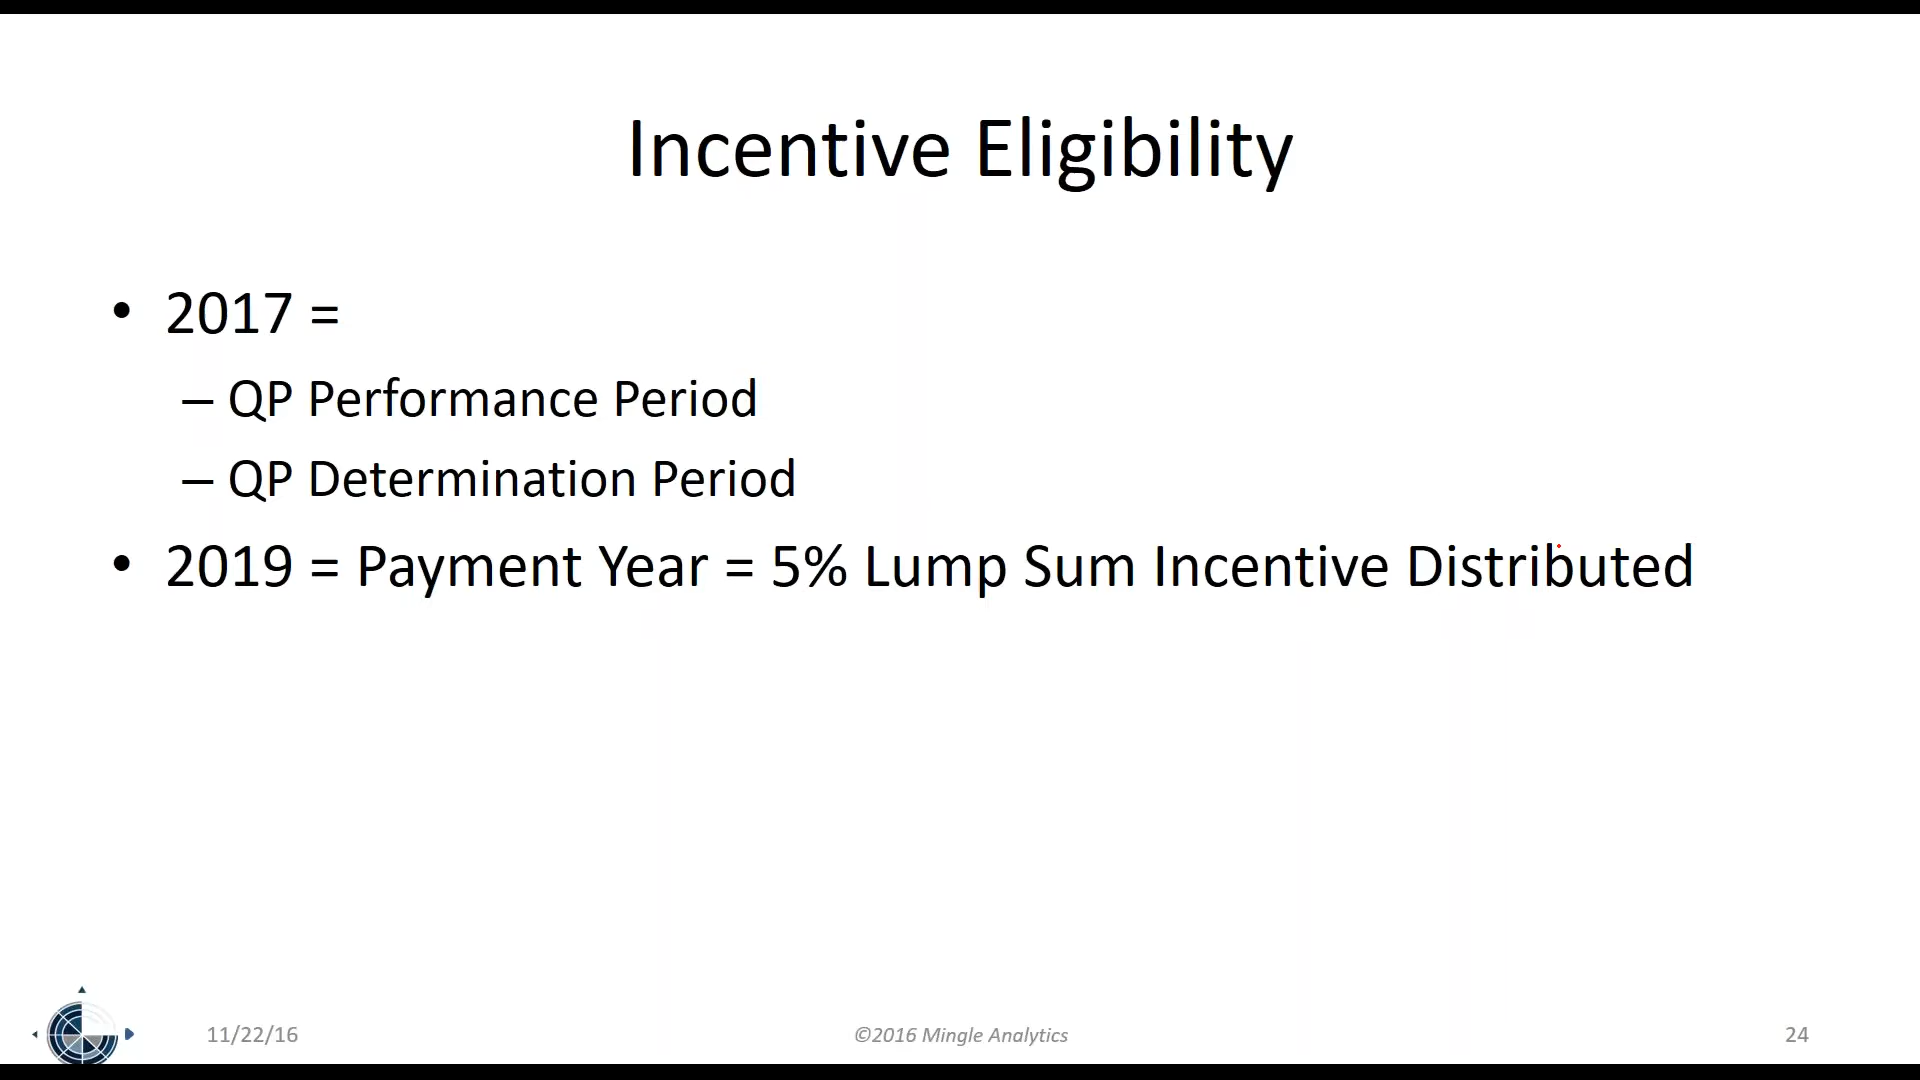 Incentive Eligibility
• 2017 =
– QP Performance Period
– QP Determination Period
• 2019 = Payment Year = 5% Lump Sum Incentive Distributed
11/22/16
©2016 Mingle Analytics
24